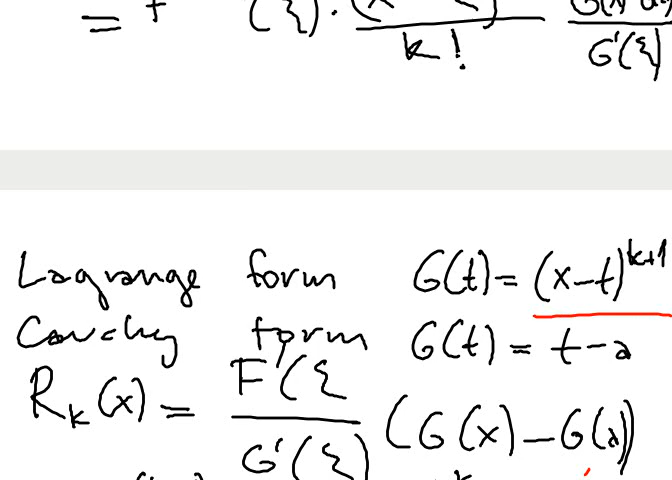 = f (ξ) · (x / k! G(x) / G'(ξ)
Lagrange form G(t) = (x-t)^{k+1}
Cauchy form G(t) = t-a
R_k(x) = F'(ξ / G'(ξ) (G(x) - G(a))